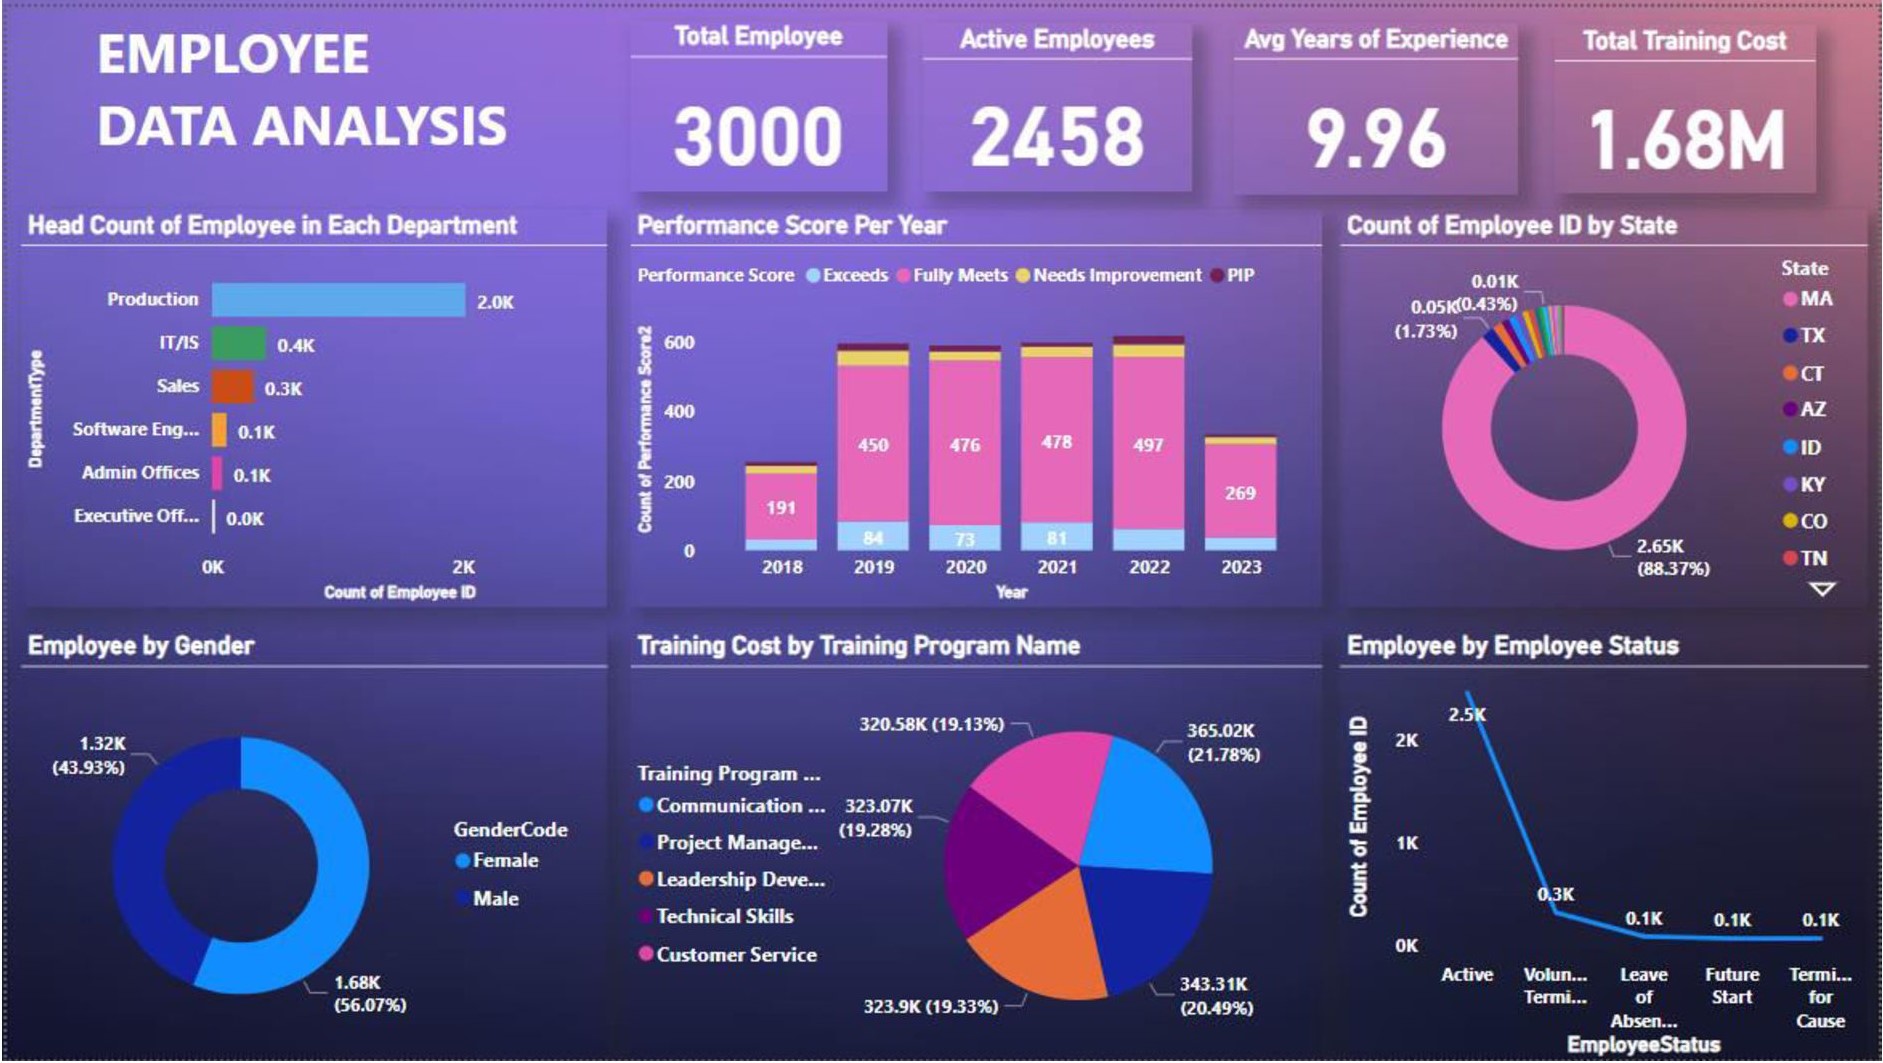 EMPLOYEE
DATA ANALYSIS
Total Employee
3000
Active Employees
2458
Avg Years of Experience
9.96
Total Training Cost
1.68M
Head Count of Employee in Each Department
DepartmentType
Production
2.0K
IT/IS
0.4K
Sales
0.3K
Software Eng...
0.1K
Admin Offices
0.1K
Executive Off...
0.0K
0K
2K
Count of Employee ID
Performance Score Per Year
Performance Score
Exceeds
Fully Meets
Needs Improvement
PIP
Count of Performance Score2
600
400
200
0
191
450
84
476
73
478
81
497
269
2018
2019
2020
2021
2022
2023
Year
Count of Employee ID by State
0.01K
(0.43%)
0.05K
(1.73%)
2.65K
(88.37%)
State
MA
TX
CT
AZ
ID
KY
CO
TN
Employee by Gender
1.32K
(43.93%)
1.68K
(56.07%)
GenderCode
Female
Male
Training Cost by Training Program Name
Training Program ...
Communication ...
Project Manage...
Leadership Deve...
Technical Skills
Customer Service
320.58K (19.13%)
365.02K
(21.78%)
323.07K
(19.28%)
323.9K (19.33%)
343.31K
(20.49%)
Employee by Employee Status
Count of Employee ID
2K
1K
0K
2.5K
0.3K
0.1K
0.1K
0.1K
Active
Volun...
Termi...
Leave
of
Absen...
Future
Start
Termi...
for
Cause
EmployeeStatus